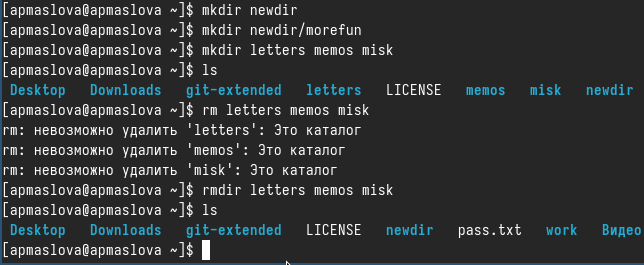 [apmaslova@apmaslova ~]$ mkdir newdir
[apmaslova@apmaslova ~]$ mkdir newdir/morefun
[apmaslova@apmaslova ~]$ mkdir letters memos misk
[apmaslova@apmaslova ~]$ ls
Desktop Downloads git-extended letters LICENSE memos misk newdir
[apmaslova@apmaslova ~]$ rm letters memos misk
rm: невозможно удалить 'letters': Это каталог
rm: невозможно удалить 'memos': Это каталог
rm: невозможно удалить 'misk': Это каталог
[apmaslova@apmaslova ~]$ rmdir letters memos misk
[apmaslova@apmaslova ~]$ ls
Desktop Downloads git-extended LICENSE newdir pass.txt work Видео
[apmaslova@apmaslova ~]$